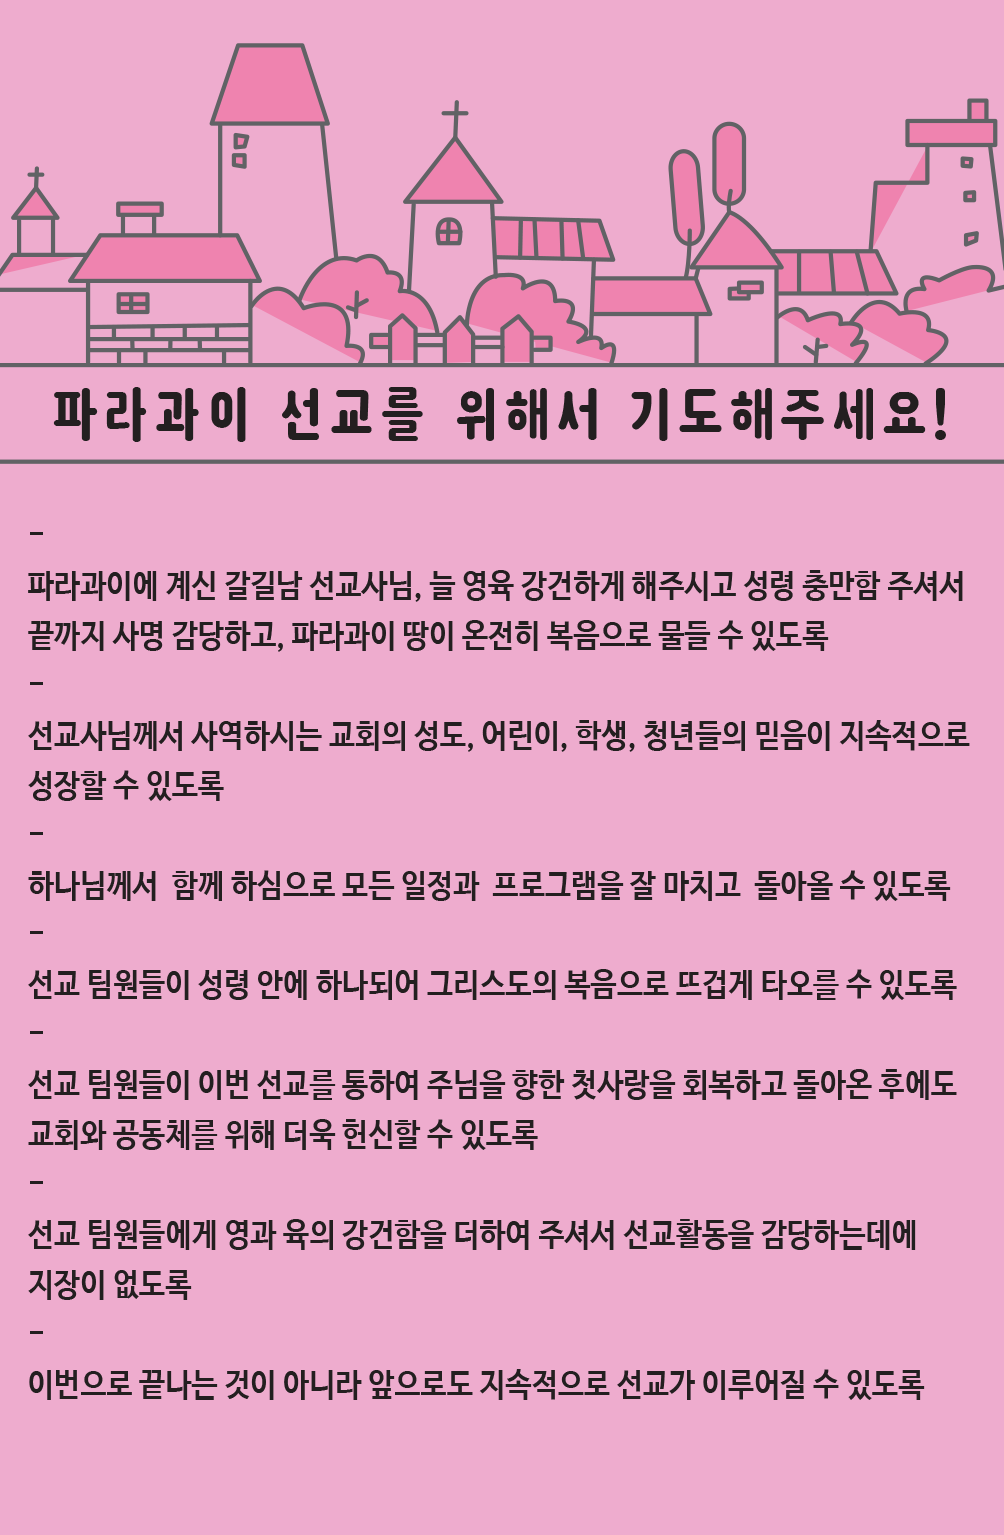 파라과이 선교를 위해서 기도해주세요!
-
파라과이에 계신 갈길남 선교사님, 늘 영육 강건하게 해주시고 성령 충만함 주셔서
끝까지 사명 감당하고, 파라과이 땅이 온전히 복음으로 물들 수 있도록
-
선교사님께서 사역하시는 교회의 성도, 어린이, 학생, 청년들의 믿음이 지속적으로
성장할 수 있도록
-
하나님께서 함께 하심으로 모든 일정과 프로그램을 잘 마치고 돌아올 수 있도록
-
선교 팀원들이 성령 안에 하나되어 그리스도의 복음으로 뜨겁게 타오를 수 있도록
-
선교 팀원들이 이번 선교를 통하여 주님을 향한 첫사랑을 회복하고 돌아온 후에도
교회와 공동체를 위해 더욱 헌신할 수 있도록
-
선교 팀원들에게 영과 육의 강건함을 더하여 주셔서 선교활동을 감당하는데에
지장이 없도록
-
이번으로 끝나는 것이 아니라 앞으로도 지속적으로 선교가 이루어질 수 있도록